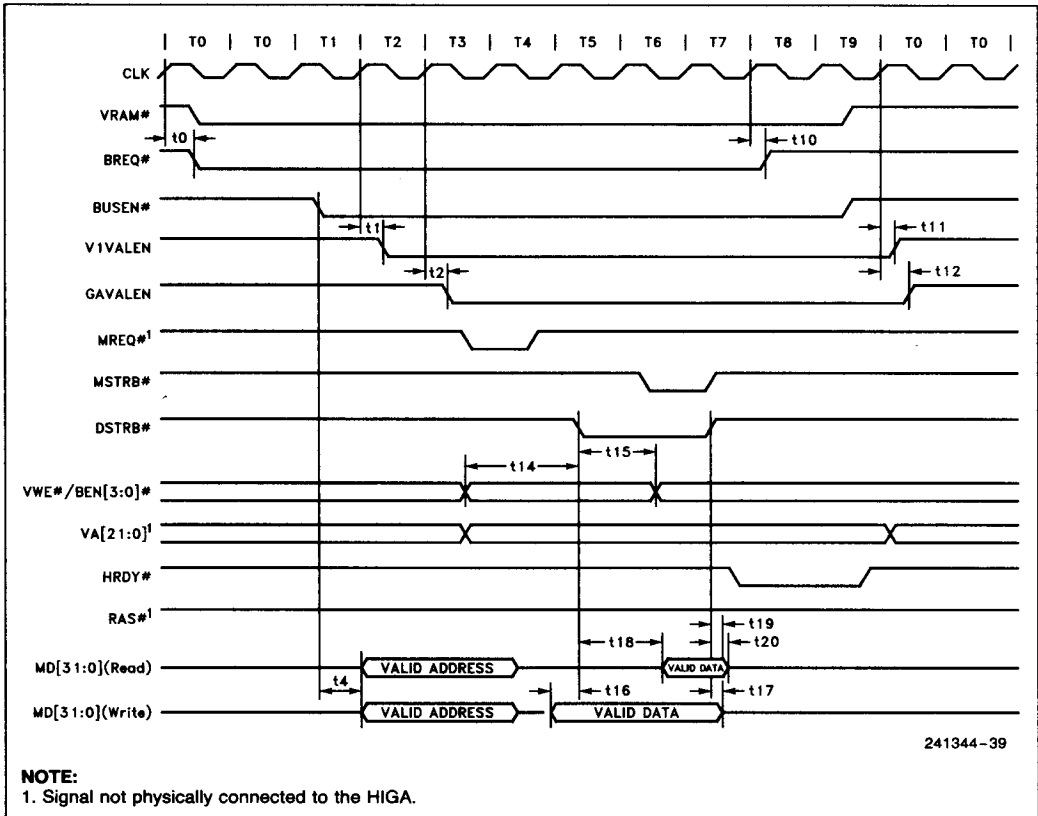 T0 T0 T1 T2 T3 T4 T5 T6 T7 T8 T9 T0 T0
CLK
VRAM#
t0 t10
BREQ#
BUSEN#
t1 t11
V1VALEN
t2 t12
GAVALEN
MREQ#1
MSTRB#
DSTRB#
t14 t15
VWE#/BEN[3:0]#
VA[21:0]1
HRDY#
RAS#1
t19
t18 t20
MD[31:0](Read) VALID ADDRESS VALID DATA
t4 t16 t17
MD[31:0](Write) VALID ADDRESS VALID DATA
241344–39
NOTE:
1. Signal not physically connected to the HIGA.